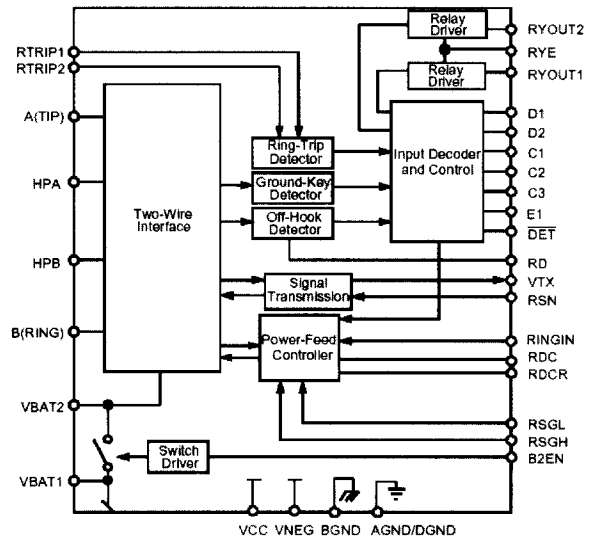 Relay
Driver
RYOUT2
RTRIP1
RYE
RTRIP2
Relay
Driver
RYOUT1
A(TIP)
D1
D2
Ring-Trip
Detector
Input Decoder
and Control
C1
C2
HPA
Ground-Key
Detector
C3
Two-Wire
Interface
Off-Hook
Detector
E1
DET
HPB
RD
Signal
Transmission
VTX
RSN
B(RING)
Power-Feed
Controller
RINGIN
RDC
RDCR
VBAT2
RSGL
RSGH
Switch
Driver
B2EN
VBAT1
VCC VNEG BGND AGND/DGND